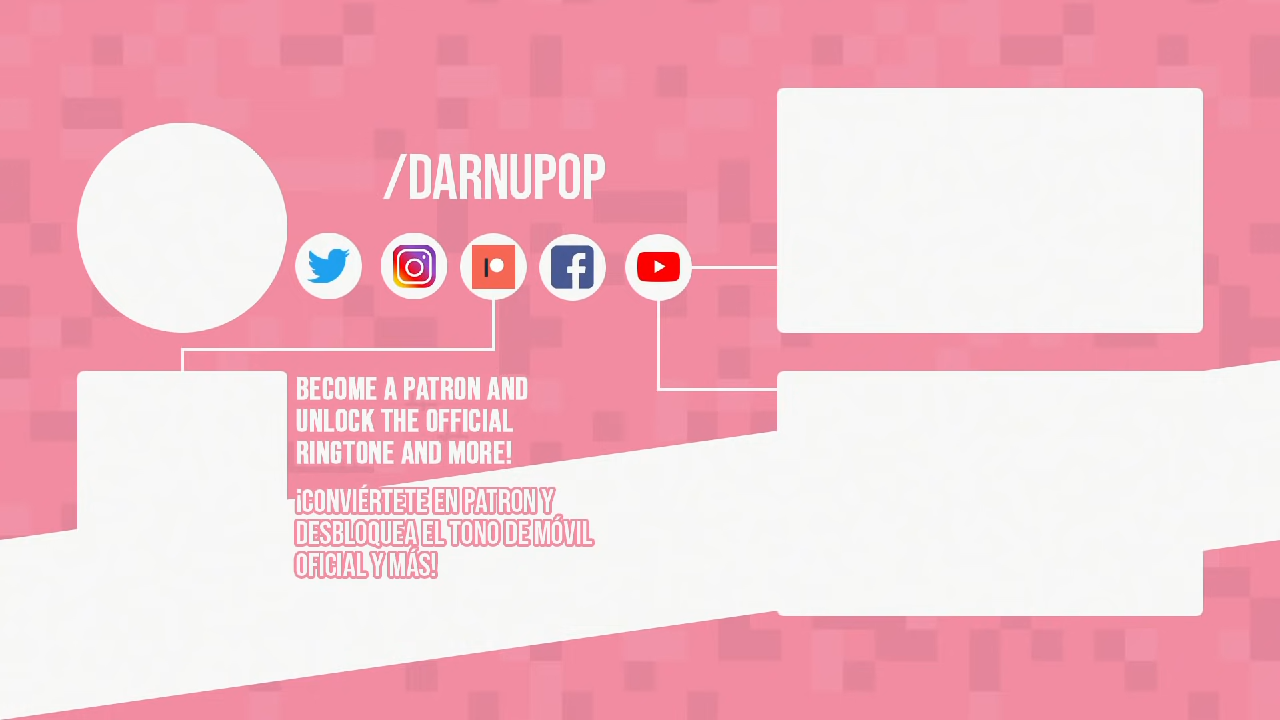 /DARNUPOP
BECOME A PATRON AND
UNLOCK THE OFFICIAL
RINGTONE AND MORE!
¡CONVIÉRTETE EN PATRON Y
DESBLOQUEA EL TONO DE MÓVIL
OFICIAL Y MÁS!